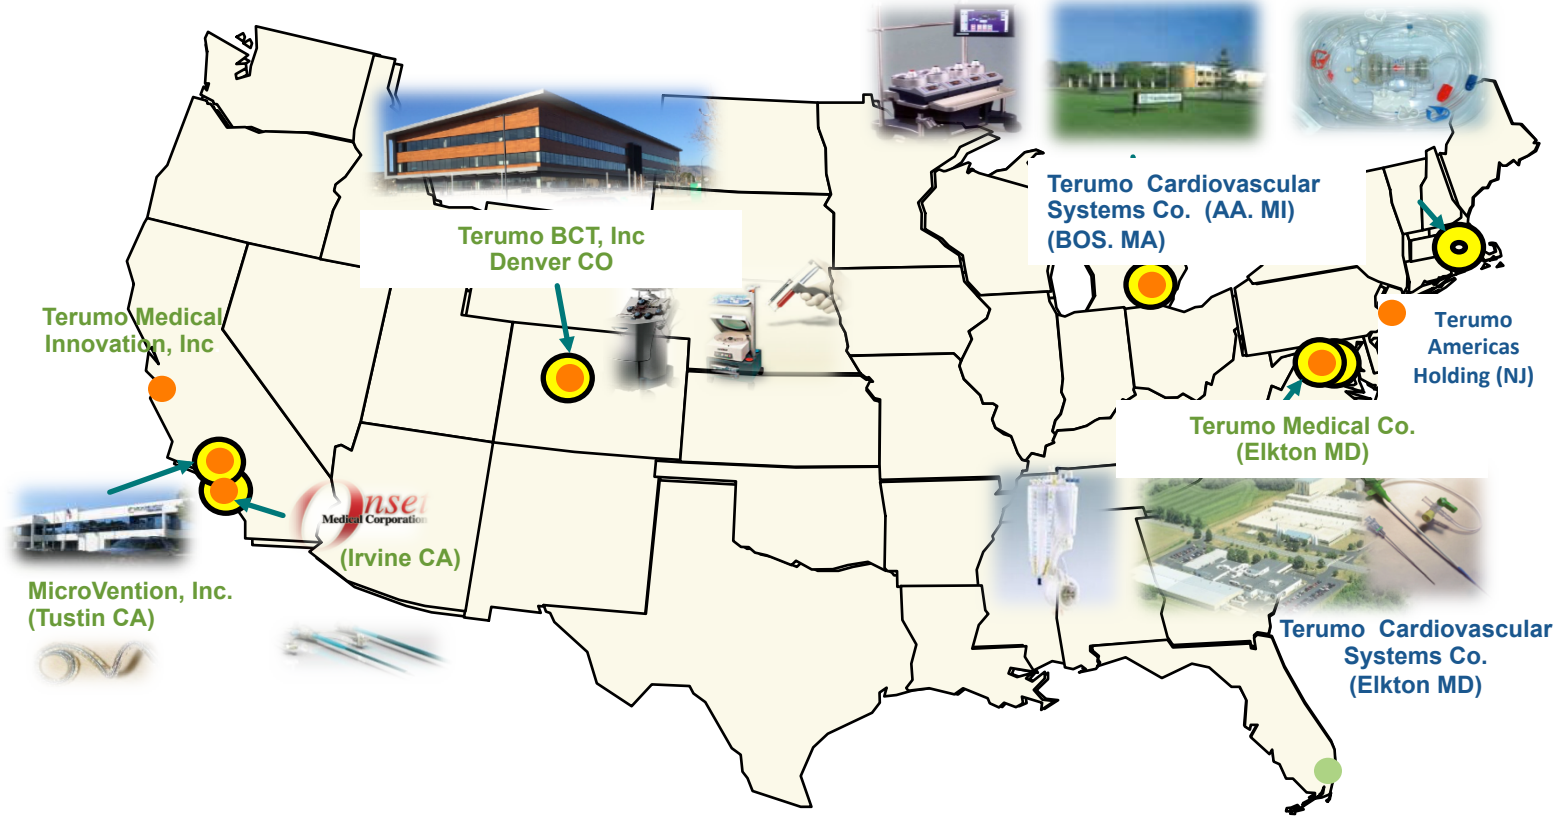 Terumo Cardiovascular
Systems Co. (AA. MI)
(BOS. MA)
Terumo BCT, Inc
Denver CO
Terumo Medical
Innovation, Inc
Terumo
Americas
Holding (NJ)
Terumo Medical Co.
(Elkton MD)
Onset
Medical Corporation
(Irvine CA)
MicroVention, Inc.
(Tustin CA)
Terumo Cardiovascular
Systems Co.
(Elkton MD)